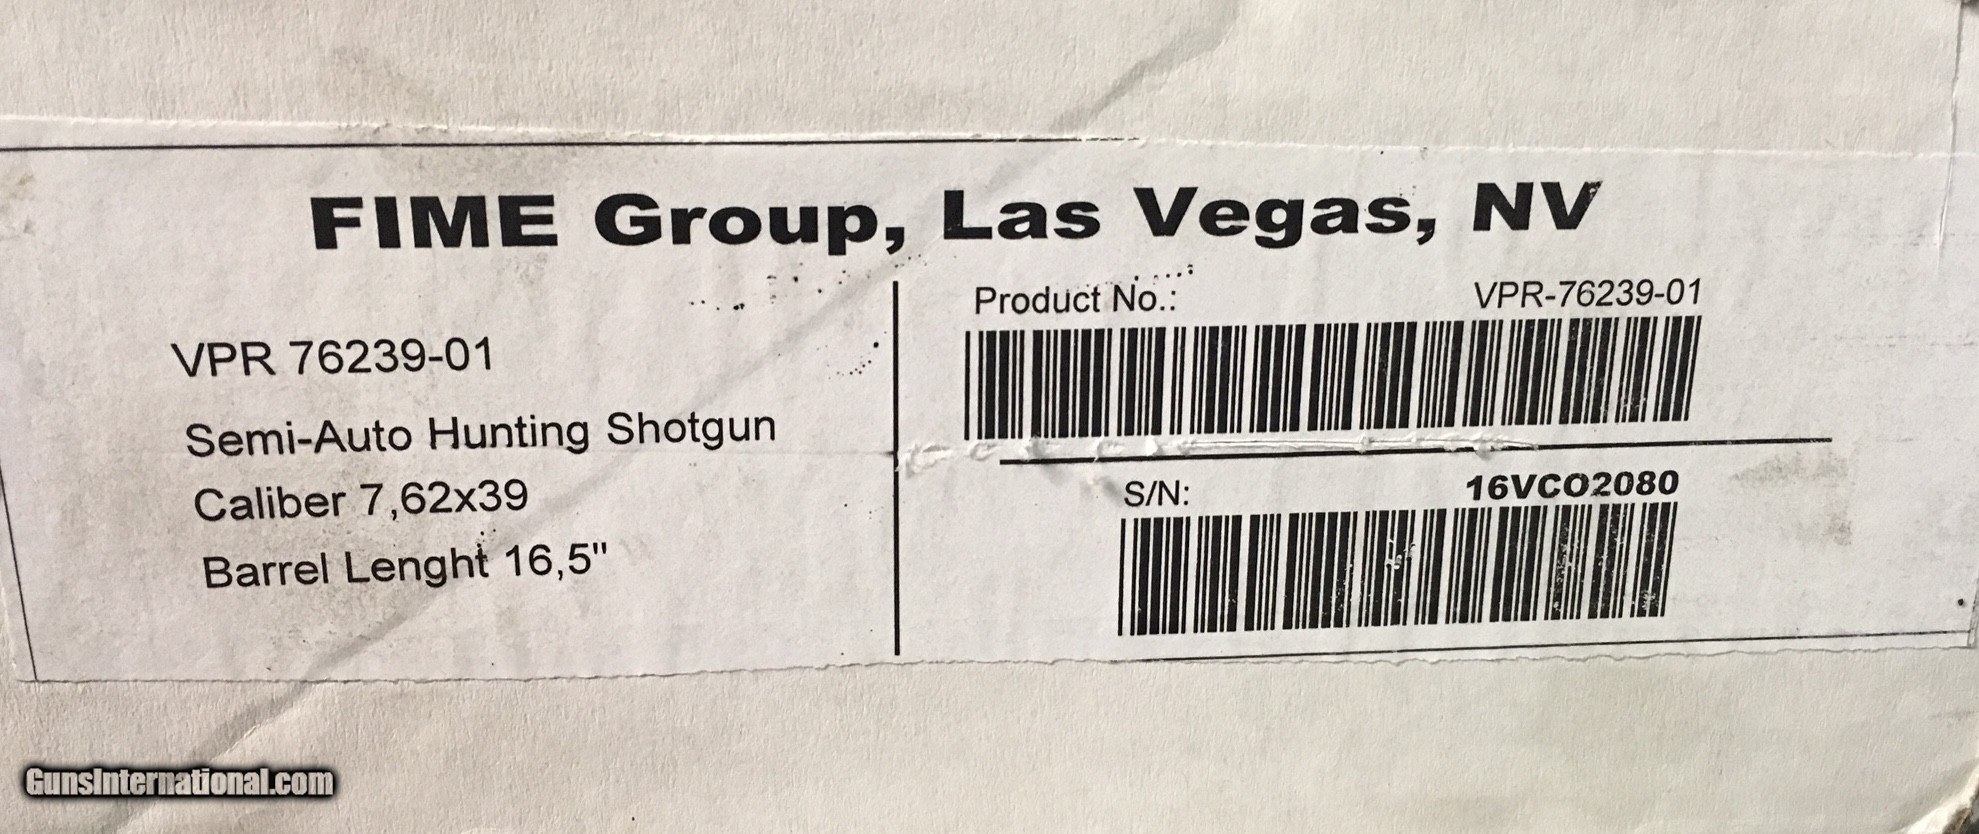 FIME Group, Las Vegas, NV
VPR 76239-01
Semi-Auto Hunting Shotgun
Caliber 7,62x39
Barrel Lenght 16,5"
Product No.: VPR-76239-01
S/N: 16VCO2080
GunsInternational.com